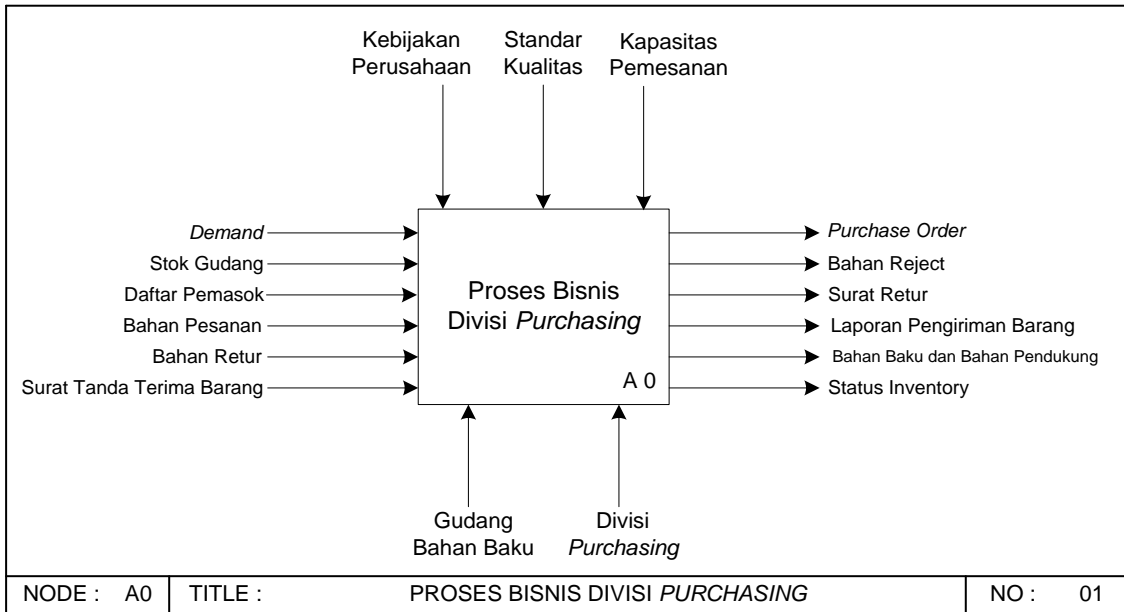 Kebijakan
Perusahaan
Standar
Kualitas
Kapasitas
Pemesanan
Demand
Stok Gudang
Daftar Pemasok
Bahan Pesanan
Bahan Retur
Surat Tanda Terima Barang
Proses Bisnis
Divisi Purchasing
A 0
Purchase Order
Bahan Reject
Surat Retur
Laporan Pengiriman Barang
Bahan Baku dan Bahan Pendukung
Status Inventory
Gudang
Bahan Baku
Divisi
Purchasing
NODE : A0 TITLE : PROSES BISNIS DIVISI PURCHASING NO : 01